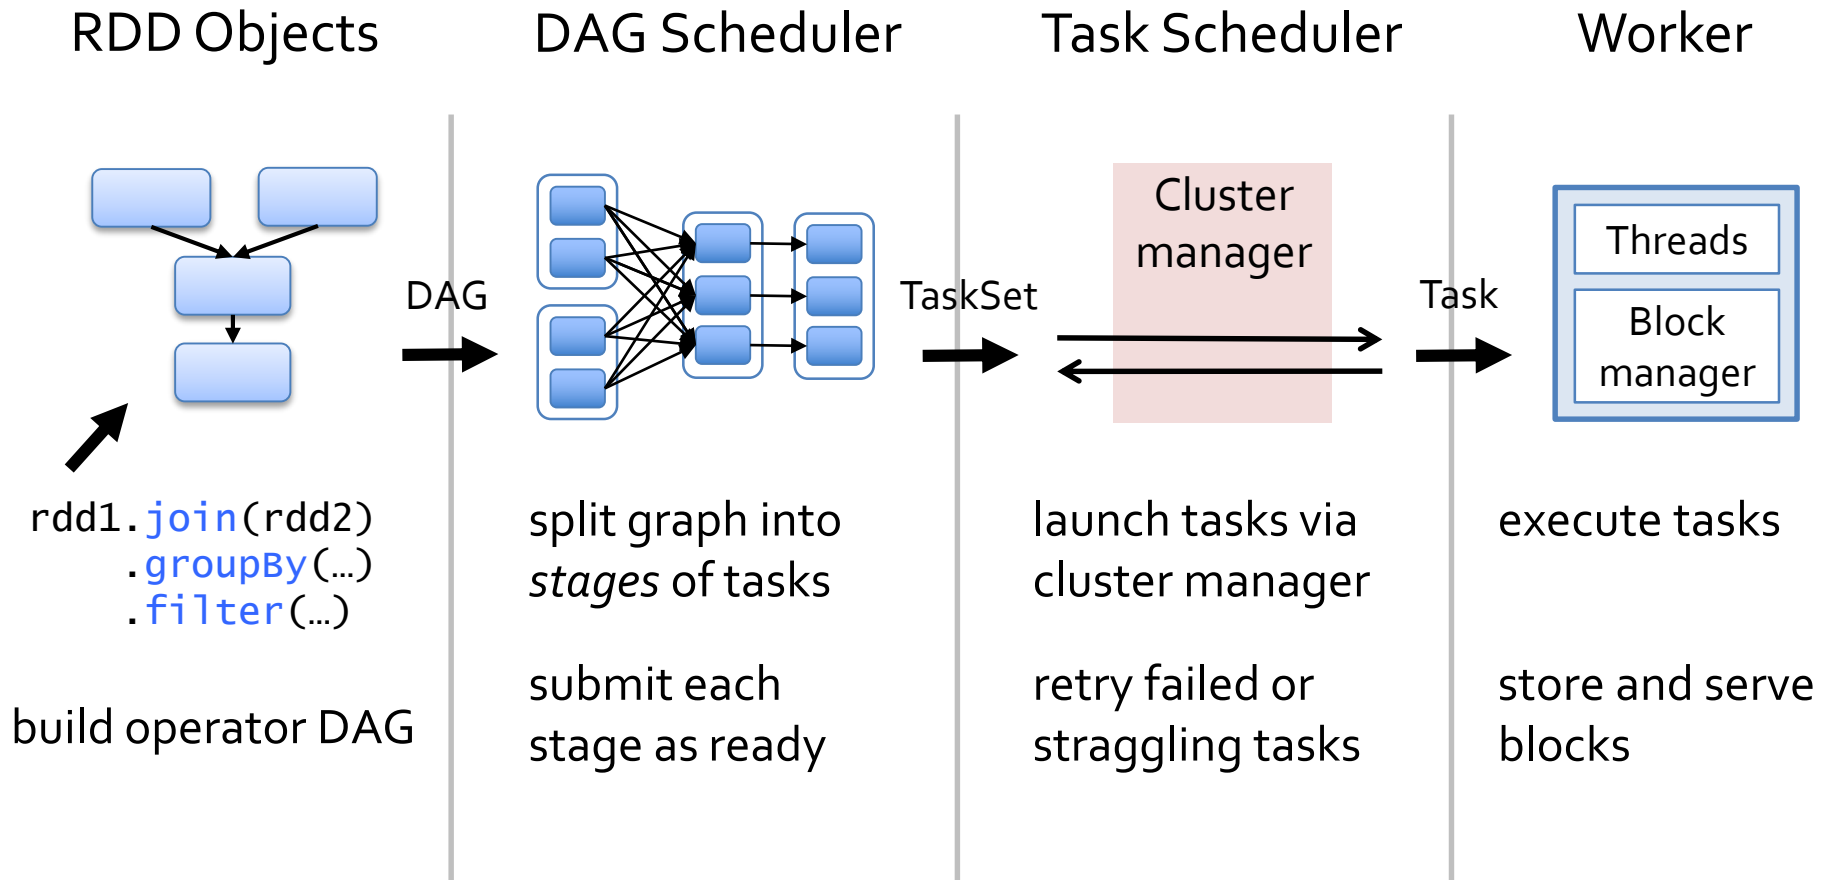 RDD Objects
DAG Scheduler
Task Scheduler
Worker
DAG
TaskSet
Cluster
manager
Task
Threads
Block
manager
rdd1.join(rdd2)
.groupBy(…)
.filter(…)
build operator DAG
split graph into
stages of tasks
submit each
stage as ready
launch tasks via
cluster manager
retry failed or
straggling tasks
execute tasks
store and serve
blocks